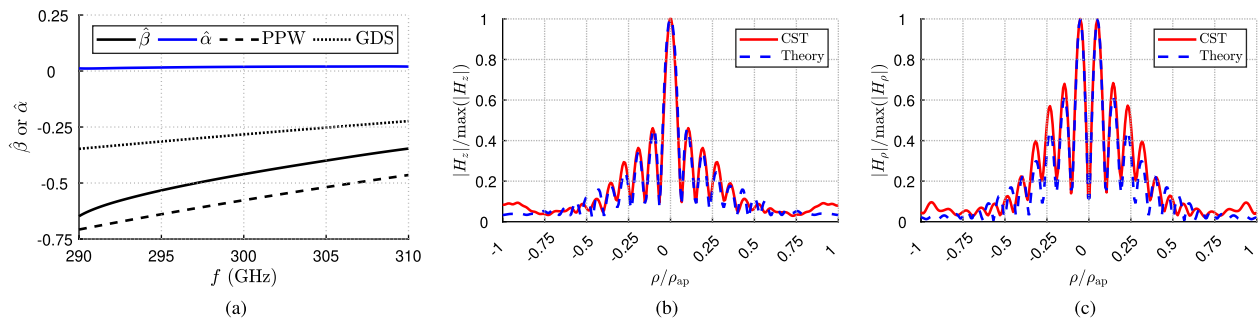 0.25
0
-0.25
-0.5
-0.75
β̂ or α̂
β̂ α̂ PPW GDS
290 295 300 305 310
f (GHz)
(a)
1
0.8
0.6
0.4
0.2
0
|H_z|/max(|H_z|)
CST
Theory
-1 -0.75 -0.5 -0.25 0 0.25 0.5 0.75 1
ρ/ρ_ap
(b)
1
0.8
0.6
0.4
0.2
0
|H_ρ|/max(|H_ρ|)
CST
Theory
-1 -0.75 -0.5 -0.25 0 0.25 0.5 0.75 1
ρ/ρ_ap
(c)